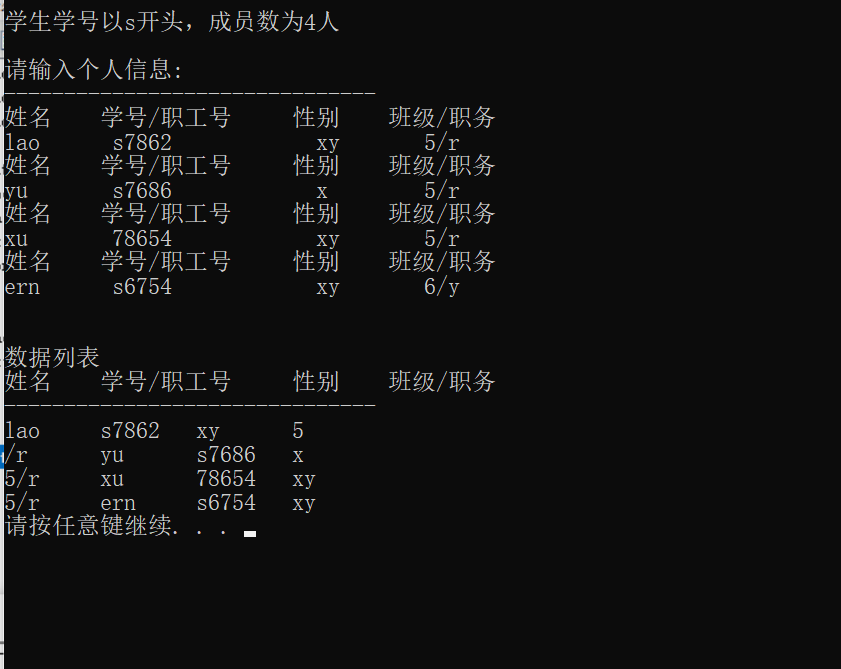 学生学号以s开头，成员数为4人
请输入个人信息:
-------------------------------
姓名 学号/职工号 性别 班级/职务
lao s7862 xy 5/r
姓名 学号/职工号 性别 班级/职务
yu s7686 x 5/r
姓名 学号/职工号 性别 班级/职务
xu 78654 xy 5/r
姓名 学号/职工号 性别 班级/职务
ern s6754 xy 6/y
数据列表
姓名 学号/职工号 性别 班级/职务
-------------------------------
lao s7862 xy 5
/r yu s7686 x
5/r xu 78654 xy
5/r ern s6754 xy
请按任意键继续. . .